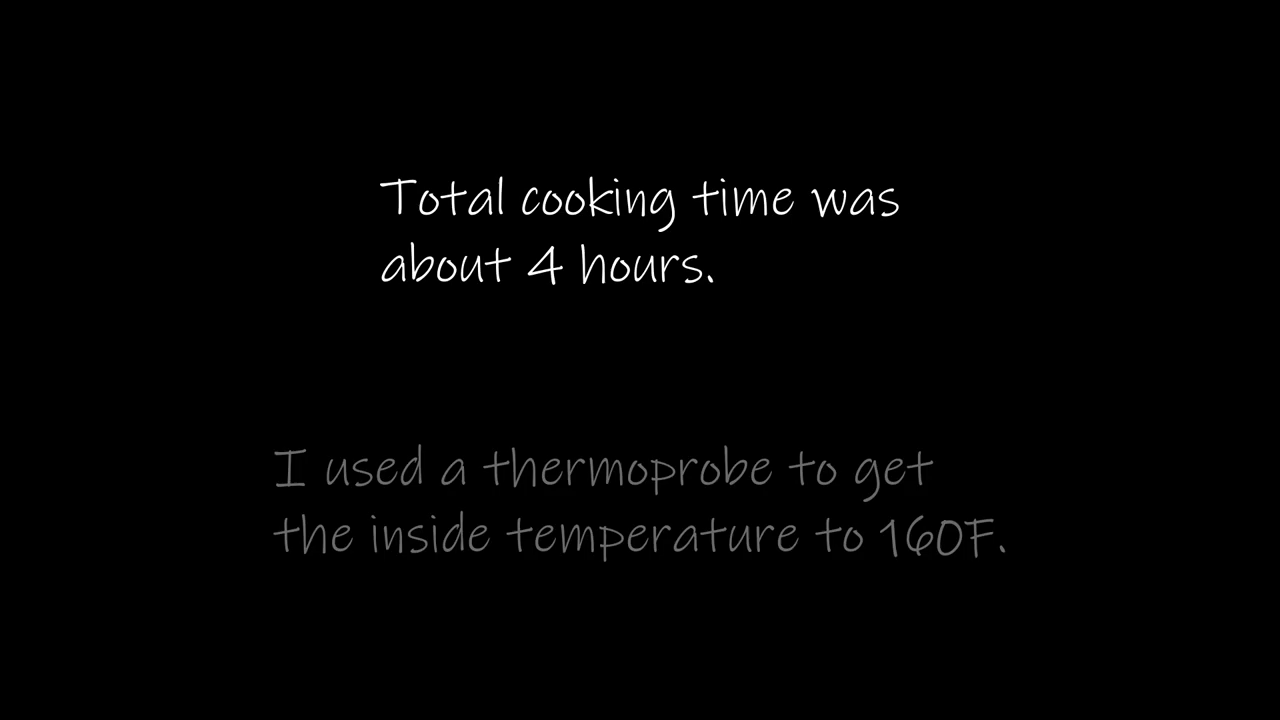 Total cooking time was
about 4 hours.
I used a thermoprobe to get
the inside temperature to 160F.